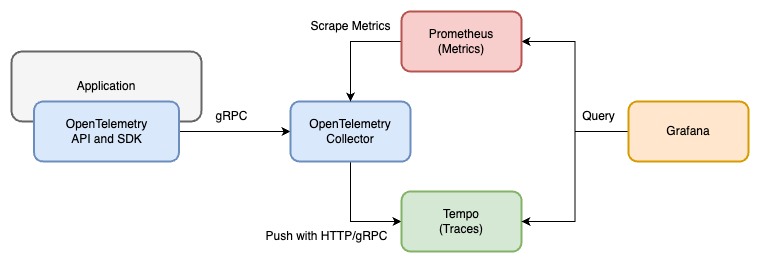 Scrape Metrics
Prometheus
(Metrics)
Application
OpenTelemetry
API and SDK
gRPC
OpenTelemetry
Collector
Query
Grafana
Tempo
(Traces)
Push with HTTP/gRPC